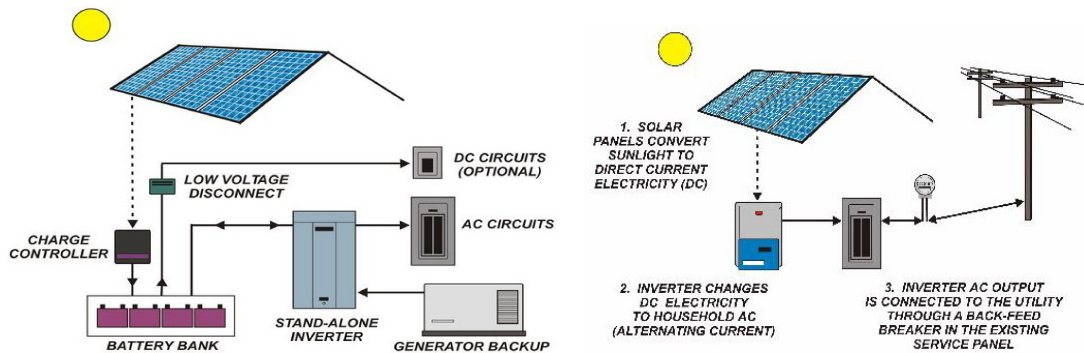 DC CIRCUITS
(OPTIONAL)
LOW VOLTAGE
DISCONNECT
AC CIRCUITS
CHARGE
CONTROLLER
BATTERY BANK
STAND-ALONE
INVERTER
GENERATOR BACKUP
1. SOLAR
PANELS CONVERT
SUNLIGHT TO
DIRECT CURRENT
ELECTRICITY (DC)
2. INVERTER CHANGES
DC ELECTRICITY
TO HOUSEHOLD AC
(ALTERNATING CURRENT)
3. INVERTER AC OUTPUT
IS CONNECTED TO THE UTILITY
THROUGH A BACK-FEED
BREAKER IN THE EXISTING
SERVICE PANEL